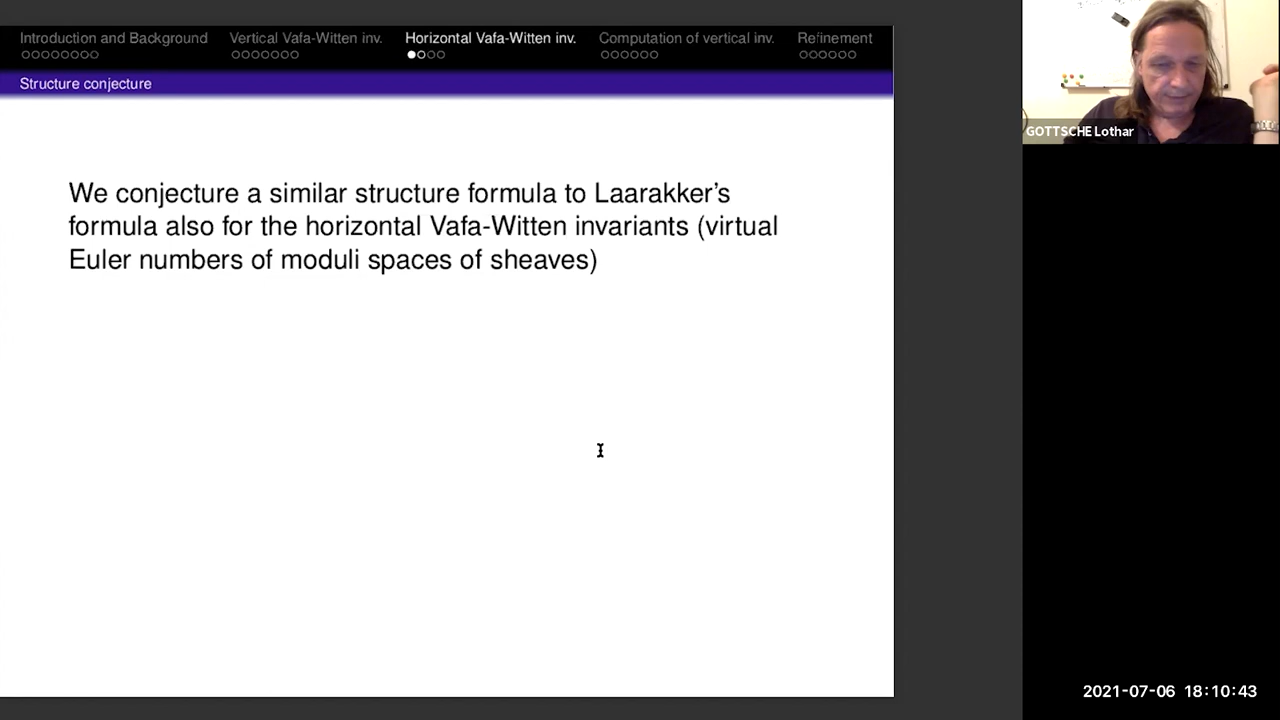 Introduction and Background Vertical Vafa-Witten inv. Horizontal Vafa-Witten inv. Computation of vertical inv. Refinement
Structure conjecture
We conjecture a similar structure formula to Laarakker's
formula also for the horizontal Vafa-Witten invariants (virtual
Euler numbers of moduli spaces of sheaves)
GOTTSCHE Lothar
2021-07-06 18:10:43